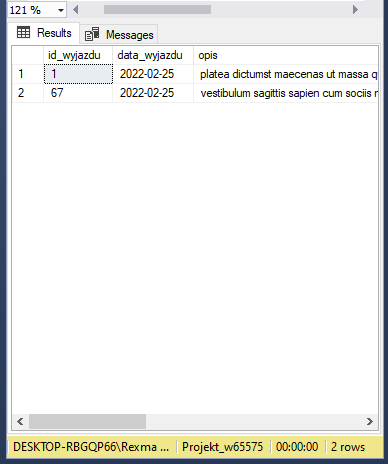 121 %
Results Messages
id_wyjazdu data_wyjazdu opis
1 1 2022-02-25 platea dictumst maecenas ut massa q
2 67 2022-02-25 vestibulum sagittis sapien cum sociis
DESKTOP-RBGQP66\Rexma ... Projekt_w65575 00:00:00 2 rows